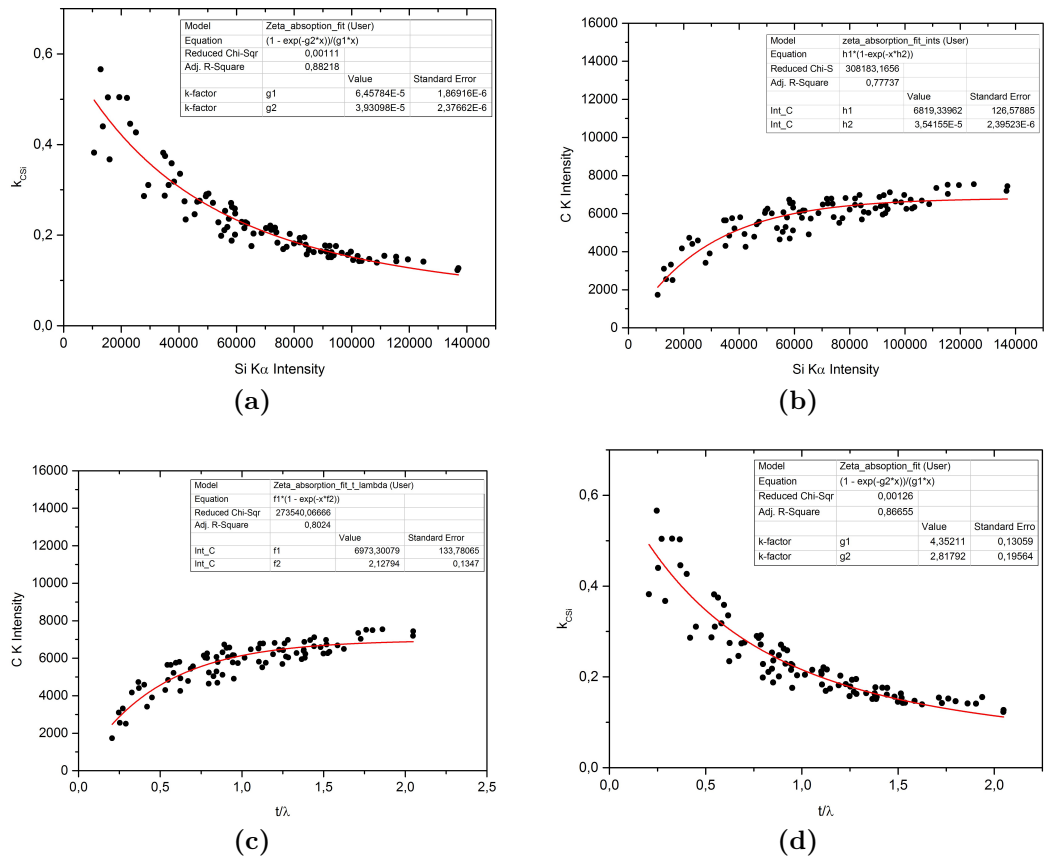 Model Zeta_absoption_fit (User)
Equation (1 - exp(-g2*x))/(g1*x)
Reduced Chi-Sqr 0,00111
Adj. R-Square 0,88218
Value Standard Error
k-factor g1 6,45784E-5 1,86916E-6
k-factor g2 3,93098E-5 2,37662E-6
0,6
0,4
0,2
0,0
kCSi
0 20000 40000 60000 80000 100000 120000 140000
Si Kα Intensity
(a)
Model zeta_absorption_fit_ints (User)
Equation h1*(1-exp(-x*h2))
Reduced Chi-S 308183,1656
Adj. R-Square 0,77737
Value Standard Error
Int_C h1 6819,33962 126,57885
Int_C h2 3,54155E-5 2,39523E-6
16000
14000
12000
10000
8000
6000
4000
2000
0
C K Intensity
0 20000 40000 60000 80000 100000 120000 140000
Si Kα Intensity
(b)
Model Zeta_absorption_fit_t_lambda (User)
Equation f1*(1 - exp(-x*f2))
Reduced Chi-Sqr 273540,06666
Adj. R-Square 0,8024
Value Standard Error
Int_C f1 6973,30079 133,78065
Int_C f2 2,12794 0,1347
16000
14000
12000
10000
8000
6000
4000
2000
0
C K Intensity
0,0 0,5 1,0 1,5 2,0 2,5
t/λ
(c)
Model Zeta_absoption_fit (User)
Equation (1 - exp(-g2*x))/(g1*x)
Reduced Chi-Sqr 0,00126
Adj. R-Square 0,86655
Value Standard Erro
k-factor g1 4,35211 0,13059
k-factor g2 2,81792 0,19564
0,6
0,4
0,2
0,0
kCSi
0,0 0,5 1,0 1,5 2,0
t/λ
(d)